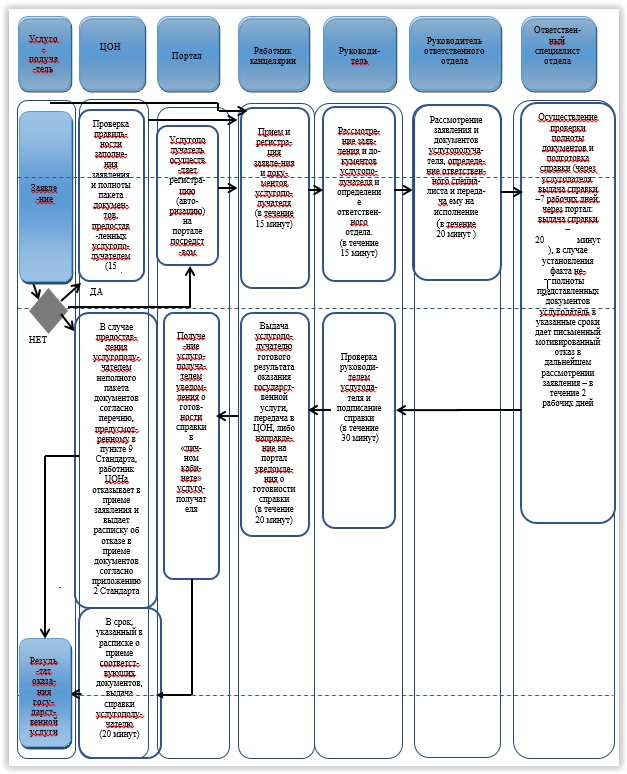 Услуго
-
получа
-тель
ЦОН
Портал
Работник
канцелярии
Руководи-
тель
Руководитель
ответственного
отдела
Ответствен-
ный
специалист
отдела
Заявле
-ние
Проверка
правиль-
ности
заполне-
ния
заявления
и полноты
пакета
докумен-
тов,
предостав
-ленных
услугопо-
лучателем
(15
Услугопо
лучатель
осуществ
-ляет
регистра-
цию
(авто-
ризацию)
на
портале
посредст
-вом
Прием и
регистра-
ция
заявле-ния
и доку-
ментов
услугопо-
лучателя
(в течение
15 минут)
Рассмотре-
ние заяв-
ления и до-
кументов
услугопо-
лучателя и
определени
е
ответствен-
ного
отдела
(в течение
15 минут)
Рассмотрение
заявления и
документов
услугополуча-
теля, определе-
ние ответствен-
ного специа-
листа и переда-
ча ему на
исполнение
(в течение
20 минут )
Осуществление
проверки
полноты
документов и
подготовка
справки (через
услугодателя
выдача справки
–7 рабочих дней,
через портал:
выдача справки
–
20 минут
), в случае
установления
факта не-
полноты
представленных
документов
услугодатель в
указанные сроки
дает письменный
мотивированный
отказ в
дальнейшем
рассмотрении
заявления – в
течение 2
рабочих дней
ДА
НЕТ
В случае
предостав-
ления
услугополу-
чателем
неполного
пакета
документов
согласно
перечню,
предусмот-
ренному в
пункте 9
Стандарта,
работник
ЦОНа
отказывает в
приеме
заявления и
выдает
расписку об
отказе в
приеме
документов
согласно
приложению
2 Стандарта
Получе
-ние
услуго-
получа-
телем
уведом-
ления о
готов-
ности
справки
в
«лич-
ном
каби-
нете»
услуго-
получат
еля
Выдача
услугопо-
лучателю
готового
результата
оказания
государст-
венной
услуги,
передача в
ЦОН, либо
направле-
ние на
портал
уведомле-
ния о
готовности
справки
(в течение
20 минут)
Проверка
руководи-
телем
услугода-
теля и
подписание
справки
(в течение
30 минут)
Резуль
-тат
оказа-
ния
госу-
дарст-
венной
услуги
В срок,
указанный в
расписке о
приеме
соответст-
вующих
документов,
выдача
справки
услугополу-
чателю
(20 минут)